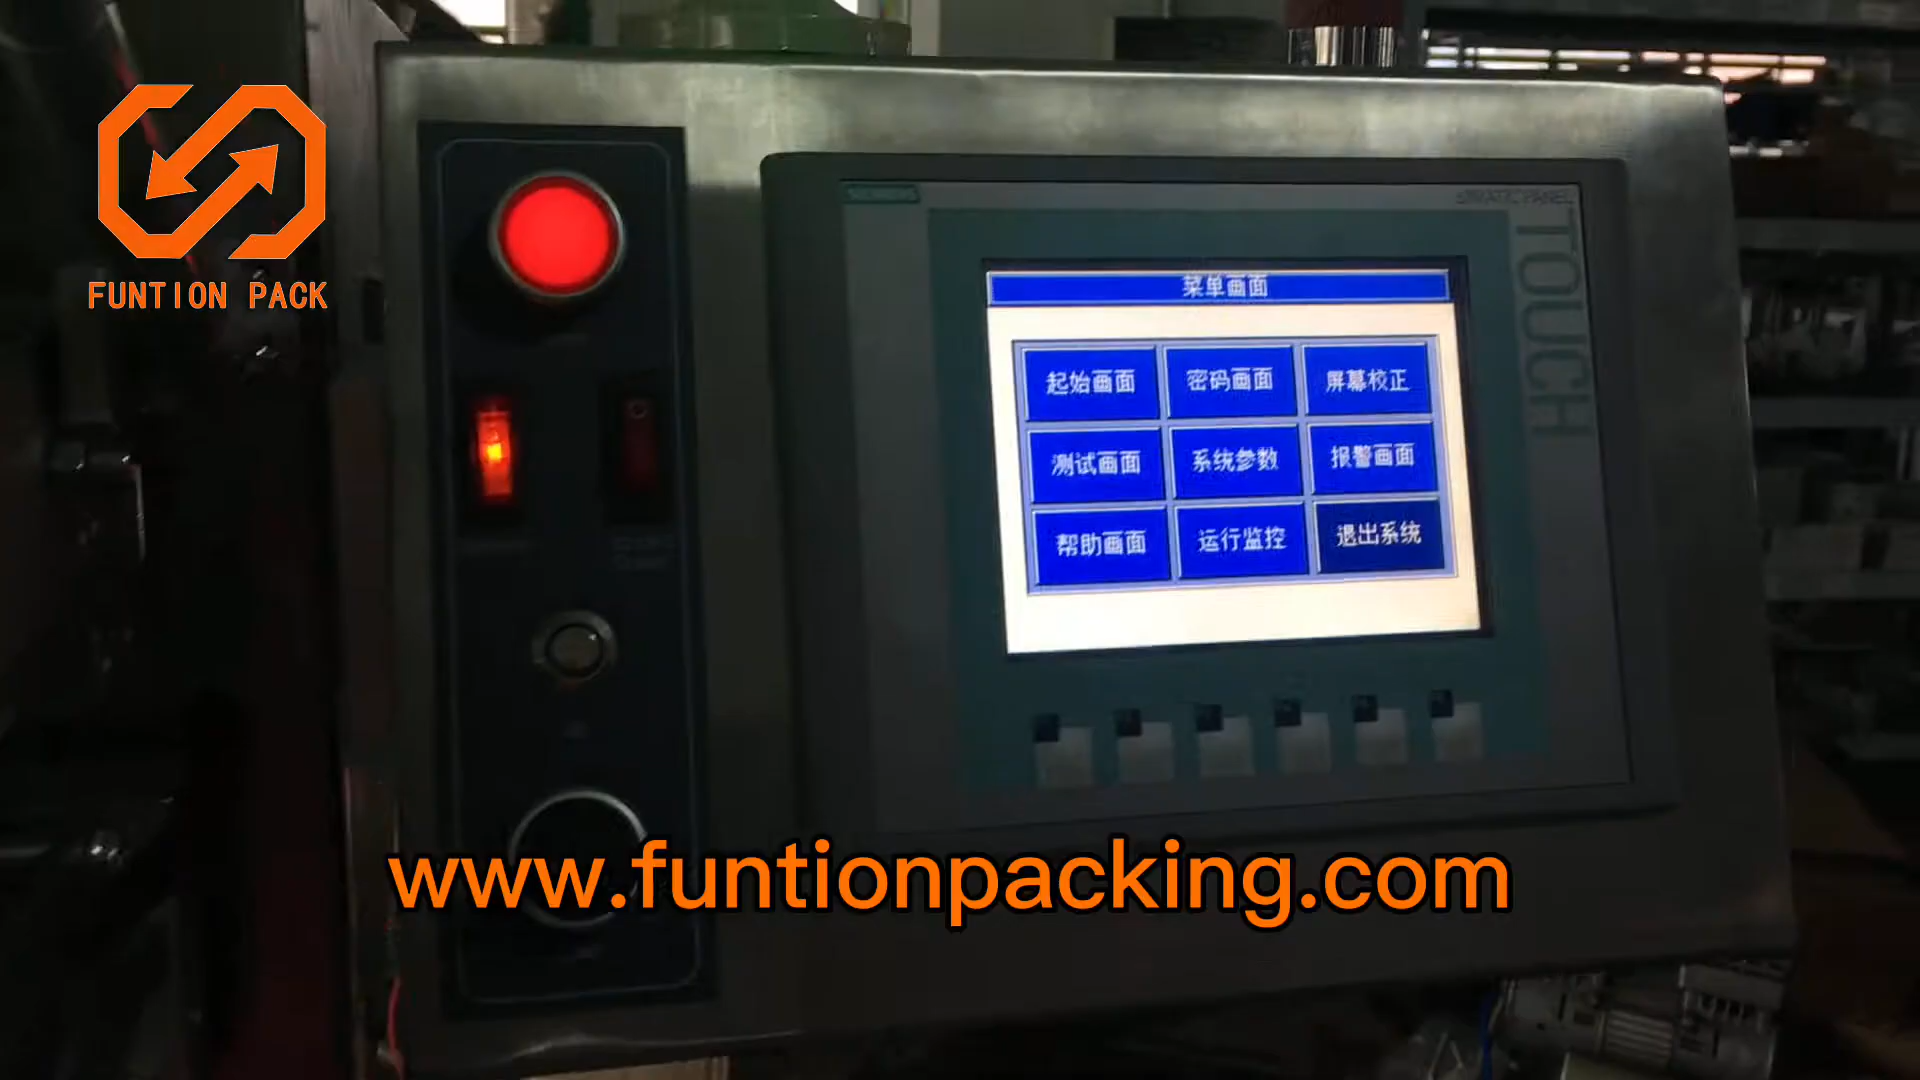 FUNTION PACK
SIEMENS
SIMATIC PANEL
TOUCH
菜单画面
起始画面 密码画面 屏幕校正
测试画面 系统参数 报警画面
帮助画面 运行监控 退出系统
www.funtionpacking.com